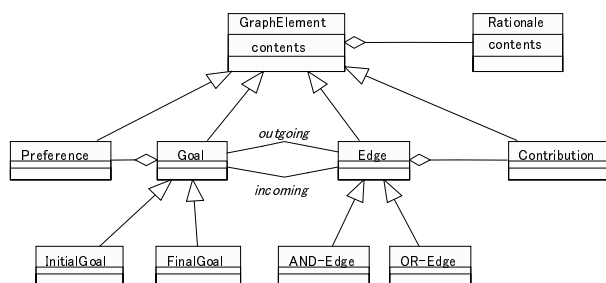 GraphElement
contents
Rationale
contents
Preference
Goal
outgoing
incoming
Edge
Contribution
InitialGoal
FinalGoal
AND-Edge
OR-Edge